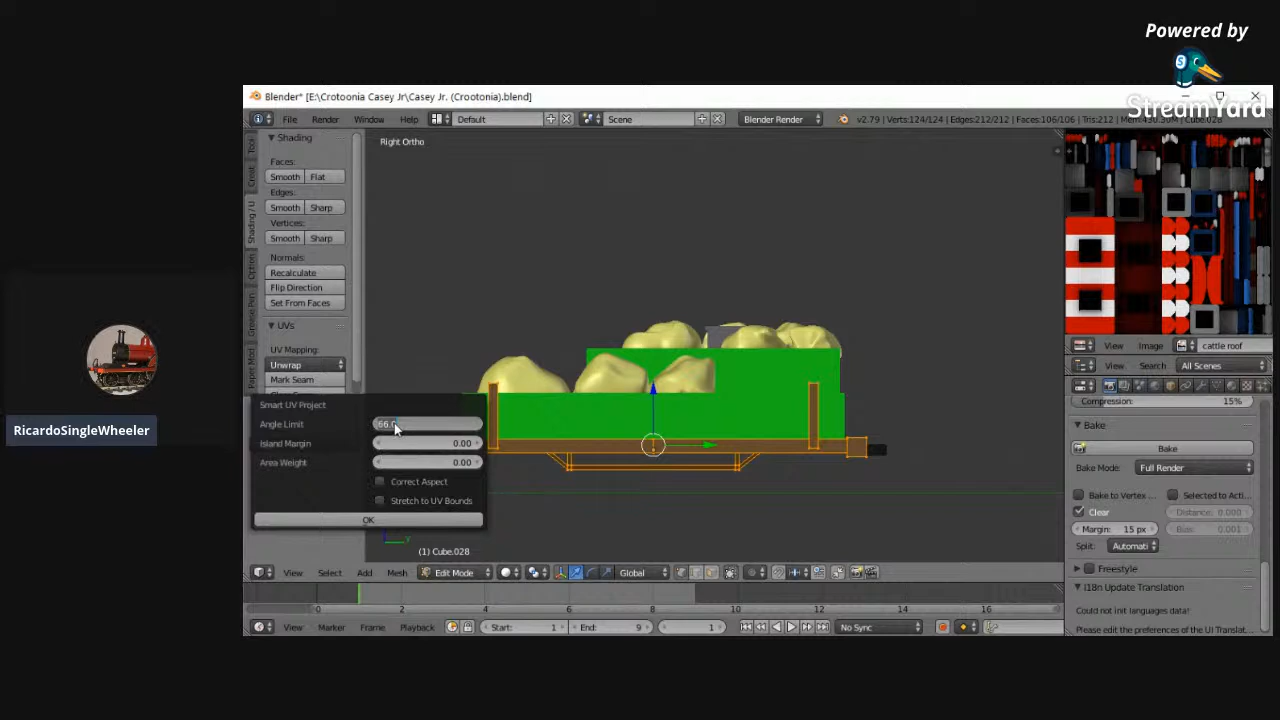 Powered by
StreamYard
Blender* [E:\Crotoonia Casey Jr\Casey Jr. (Crootonia).blend]
File Render Window Help Default Scene Blender Render v2.79 | Verts:124/124 | Edges:212/212 | Faces:106/106 | Tris:212 | Mem:430.30M | Cube.028
Shading
Right Ortho
Faces:
Smooth Flat
Edges:
Smooth Sharp
Vertices:
Smooth Sharp
Normals:
Recalculate
Flip Direction
Set From Faces
UVs
UV Mapping:
Unwrap
Mark Seam
Smart UV Project
Angle Limit 66.0
Island Margin 0.00
Area Weight 0.00
Correct Aspect
Stretch to UV Bounds
OK
(1) Cube.028
View Select Add Mesh Edit Mode Global
0 2 4 6 8 10 12 14 16
View Marker Frame Playback Start: 1 End: 9 1 No Sync
View Image cattle roof
View Search All Scenes
Compression: 15%
Bake
Bake
Bake Mode: Full Render
Bake to Vertex ... Selected to Acti...
Clear Distance: 0.000
Margin: 15 px Bias: 0.001
Split: Automati
Freestyle
I18n Update Translation
Could not init languages data!
Please edit the preferences of the UI Translat...
RicardoSingleWheeler